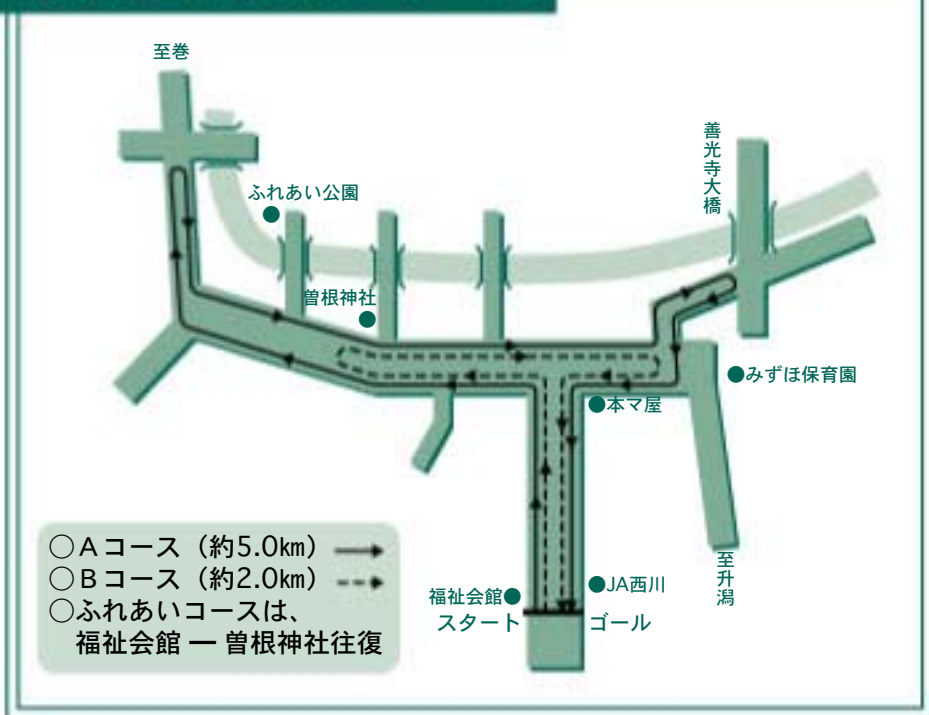 至巻
善光寺大橋
ふれあい公園
曽根神社
みずほ保育園
本マ屋
至升潟
○Aコース（約5.0㎞）
○Bコース（約2.0㎞）
○ふれあいコースは、
福祉会館 ー 曽根神社往復
福祉会館
JA西川
スタート
ゴール